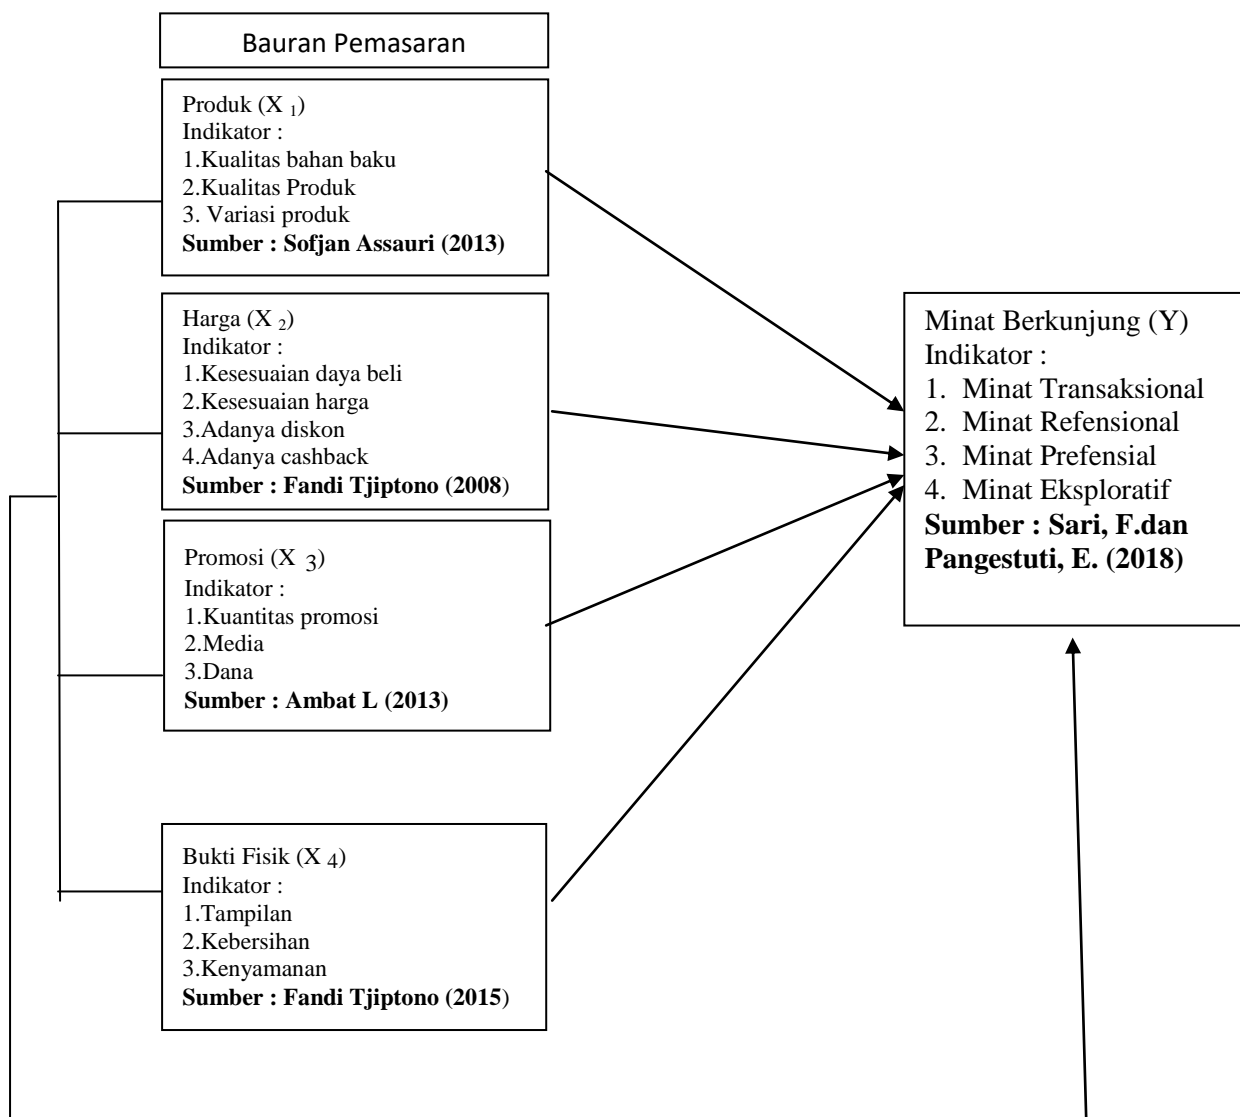 Bauran Pemasaran
Produk (X 1)
Indikator :
1.Kualitas bahan baku
2.Kualitas Produk
3. Variasi produk
Sumber : Sofjan Assauri (2013)
Harga (X 2)
Indikator :
1.Kesesuaian daya beli
2.Kesesuaian harga
3.Adanya diskon
4.Adanya cashback
Sumber : Fandi Tjiptono (2008)
Promosi (X 3)
Indikator :
1.Kuantitas promosi
2.Media
3.Dana
Sumber : Ambat L (2013)
Bukti Fisik (X 4)
Indikator :
1.Tampilan
2.Kebersihan
3.Kenyamanan
Sumber : Fandi Tjiptono (2015)
Minat Berkunjung (Y)
Indikator :
1. Minat Transaksional
2. Minat Refensional
3. Minat Prefensial
4. Minat Eksploratif
Sumber : Sari, F.dan
Pangestuti, E. (2018)